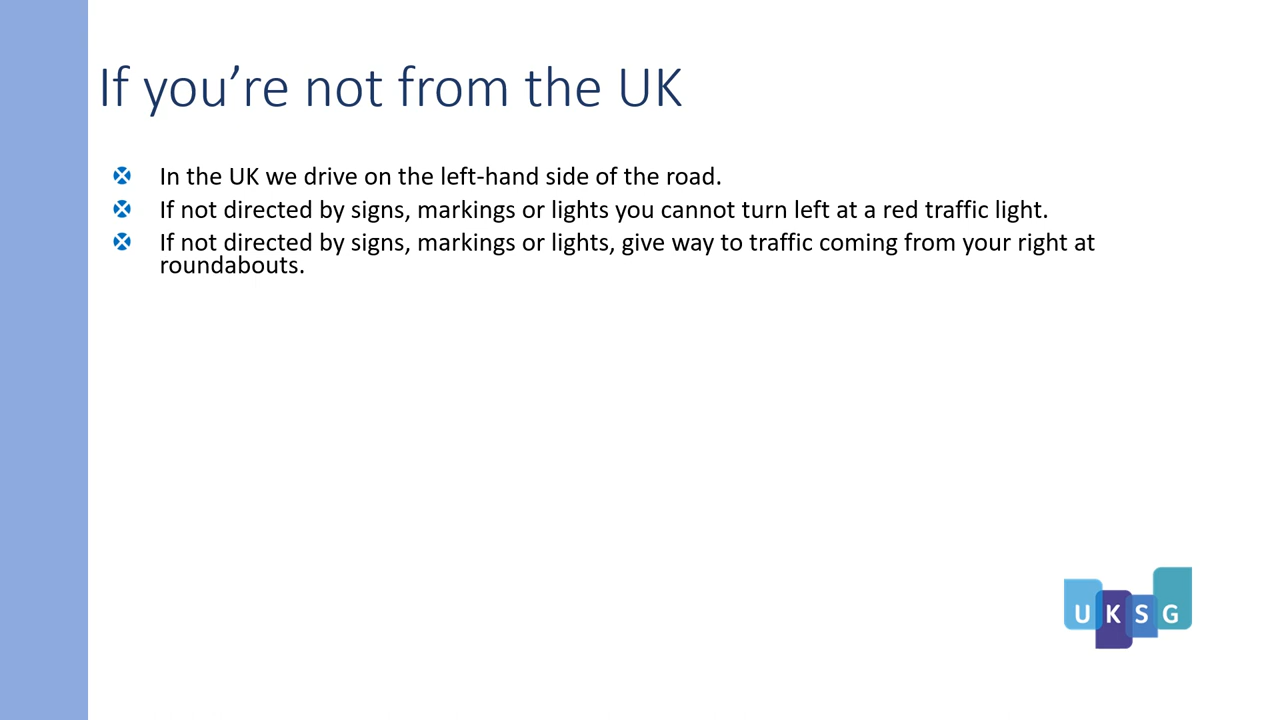 If you’re not from the UK
In the UK we drive on the left-hand side of the road.
If not directed by signs, markings or lights you cannot turn left at a red traffic light.
If not directed by signs, markings or lights, give way to traffic coming from your right at
roundabouts.
UKSG